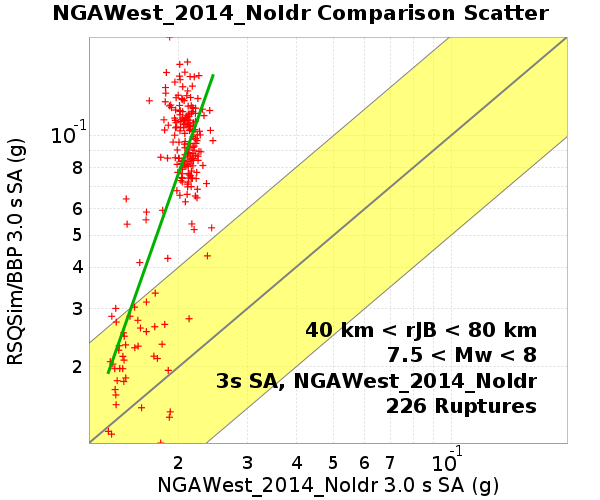 NGAWest_2014_NoIdr Comparison Scatter
RSQSim/BBP 3.0 s SA (g)
10-1
8
6
5
4
3
2
40 km < rJB < 80 km
7.5 < Mw < 8
3s SA, NGAWest_2014_NoIdr
226 Ruptures
2 3 4 5 6 7 10-1
NGAWest_2014_NoIdr 3.0 s SA (g)